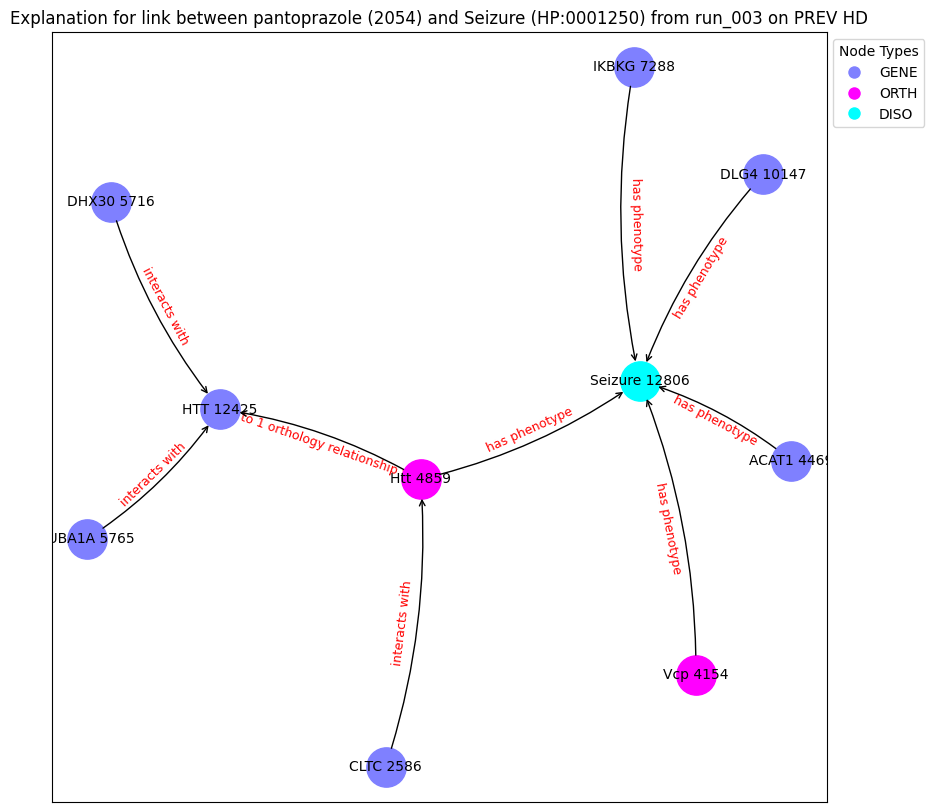 Explanation for link between pantoprazole (2054) and Seizure (HP:0001250) from run_003 on PREV HD
Node Types
GENE
ORTH
DISO
IKBKG 7288
DLG4 10147
DHX30 5716
has phenotype
has phenotype
interacts with
Seizure 12806
HTT 12425
has phenotype
to 1 orthology relationship
has phenotype
ACAT1 4469
interacts with
Htt 4859
has phenotype
UBA1A 5765
interacts with
Vcp 4154
CLTC 2586